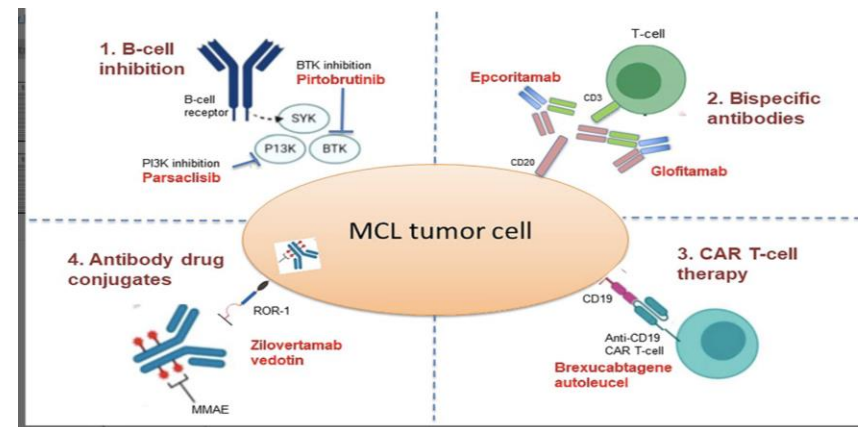 1. B-cell
inhibition
BTK inhibition
Pirtobrutinib
B-cell
receptor
SYK
P13K
BTK
PI3K inhibition
Parsaclisib
T-cell
Epcoritamab
CD3
2. Bispecific
antibodies
CD20
Glofitamab
MCL tumor cell
4. Antibody drug
conjugates
ROR-1
Zilovertamab
vedotin
MMAE
3. CAR T-cell
therapy
CD19
Anti-CD19
CAR T-cell
Brexucabtagene
autoleucel